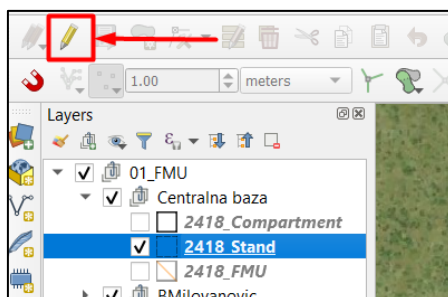 1.00
meters
Layers
01_FMU
Centralna baza
2418_Compartment
2418_Stand
2418_FMU
BMilovanovic